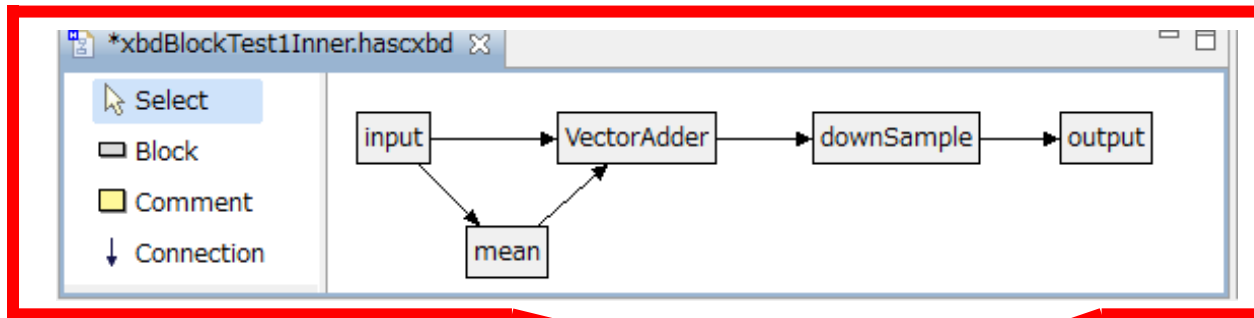 *xbdBlockTest1Inner.hascxbd
Select
Block
Comment
Connection
input
VectorAdder
downSample
output
mean